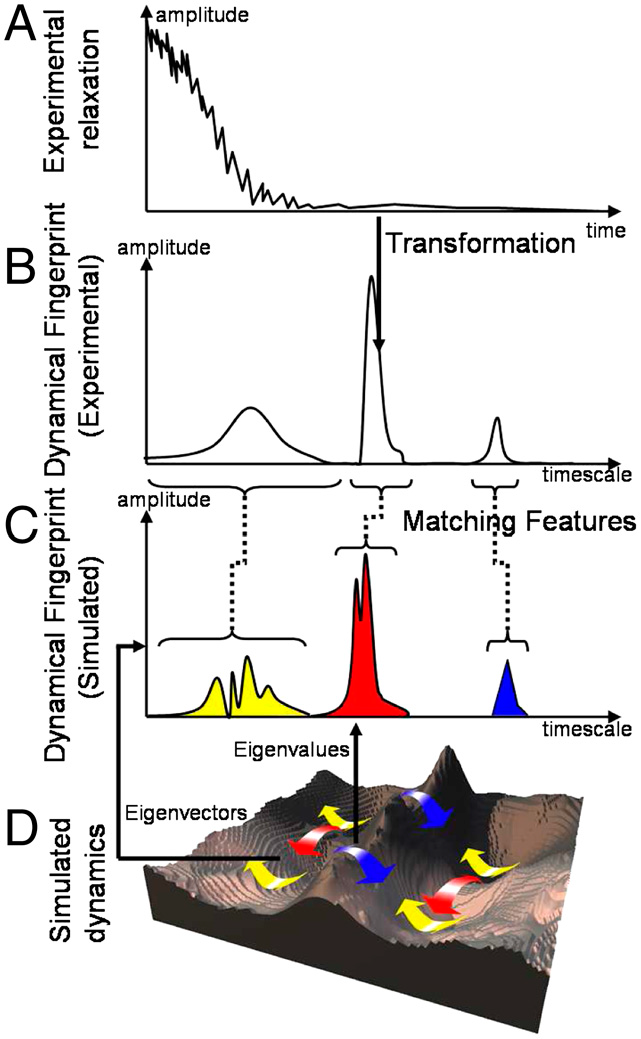 A
Experimental
relaxation
amplitude
time
Transformation
B
Dynamical Fingerprint
(Experimental)
amplitude
timescale
C
Dynamical Fingerprint
(Simulated)
amplitude
Matching Features
timescale
Eigenvalues
Eigenvectors
D
Simulated
dynamics